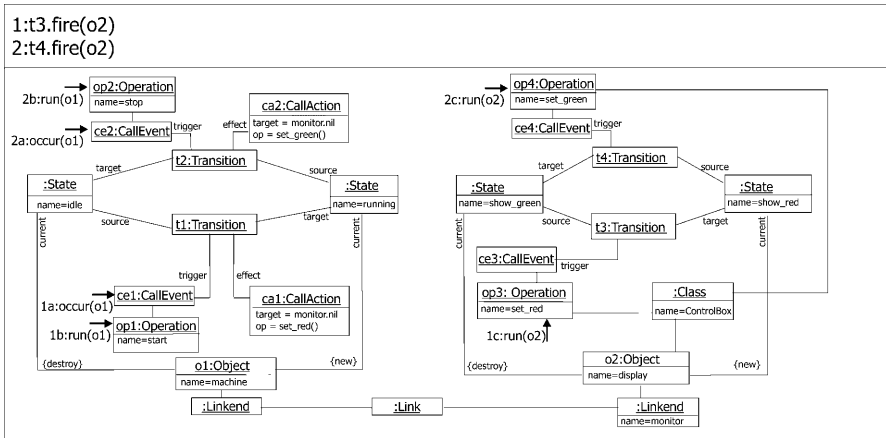 1:t3.fire(o2)
2:t4.fire(o2)
op2:Operation
name=stop
2b:run(o1)
ce2:CallEvent
trigger
2a:occur(o1)
ca2:CallAction
target = monitor.nil
op = set_green()
effect
t2:Transition
target
source
:State
name=idle
:State
name=running
source
target
t1:Transition
current
current
trigger
effect
ce1:CallEvent
1a:occur(o1)
op1:Operation
name=start
1b:run(o1)
ca1:CallAction
target = monitor.nil
op = set_red()
{destroy}
{new}
o1:Object
name=machine
:Linkend
:Link
:Linkend
name=monitor
op4:Operation
name=set_green
2c:run(o2)
ce4:CallEvent
trigger
t4:Transition
target
source
:State
name=show_green
:State
name=show_red
source
target
t3:Transition
current
current
ce3:CallEvent
trigger
op3: Operation
name=set_red
1c:run(o2)
:Class
name=ControlBox
{destroy}
{new}
o2:Object
name=display